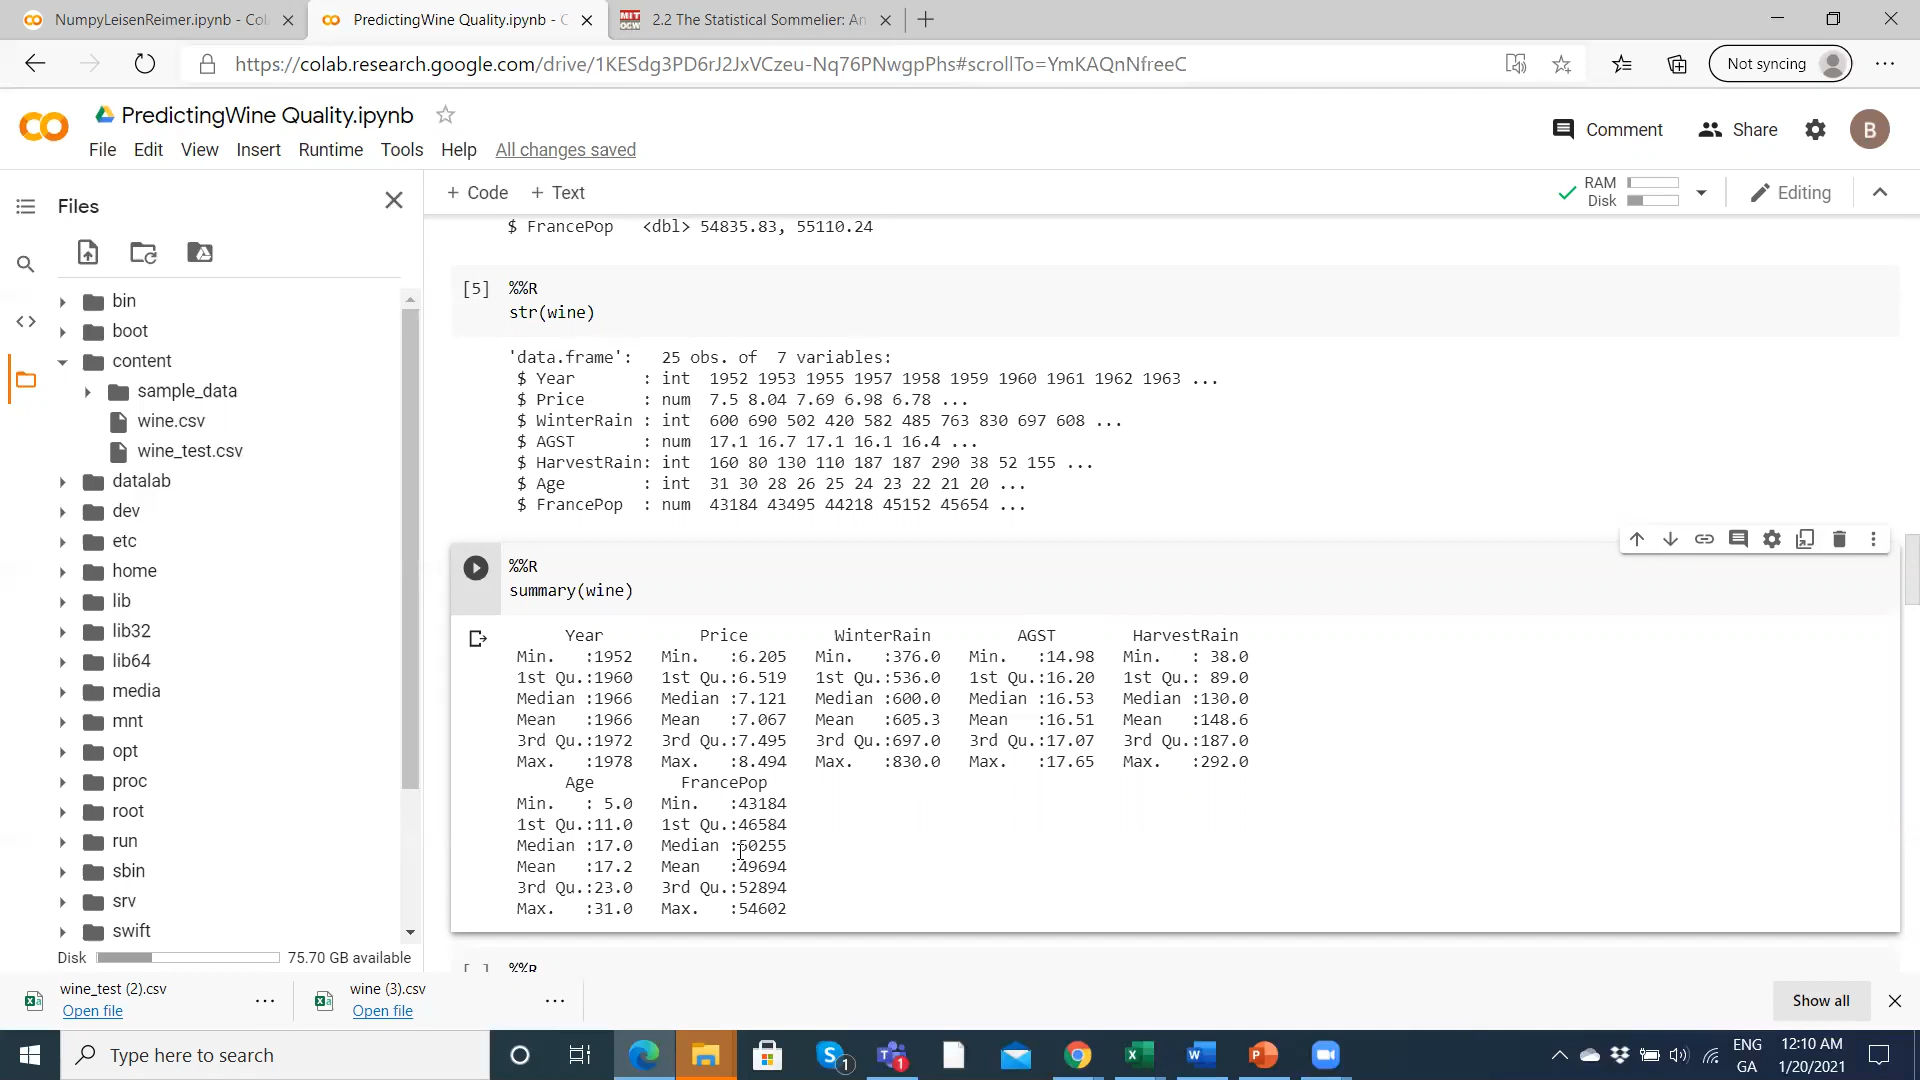 NumpyLeisenReimer.ipynb - Col
PredictingWine Quality.ipynb - C
MIT OCW
2.2 The Statistical Sommelier: An
https://colab.research.google.com/drive/1KESdg3PD6rJ2JxVCzeu-Nq76PNwgpPhs#scrollTo=YmKAQnNfreeC
Not syncing
PredictingWine Quality.ipynb
Comment
Share
B
File Edit View Insert Runtime Tools Help All changes saved
Files
+ Code + Text
RAM
Disk
Editing
bin
boot
content
sample_data
wine.csv
wine_test.csv
datalab
dev
etc
home
lib
lib32
lib64
media
mnt
opt
proc
root
run
sbin
srv
swift
Disk 75.70 GB available
$ FrancePop <dbl> 54835.83, 55110.24
[5] %%R
str(wine)
'data.frame': 25 obs. of 7 variables:
$ Year : int 1952 1953 1955 1957 1958 1959 1960 1961 1962 1963 ...
$ Price : num 7.5 8.04 7.69 6.98 6.78 ...
$ WinterRain : int 600 690 502 420 582 485 763 830 697 608 ...
$ AGST : num 17.1 16.7 17.1 16.1 16.4 ...
$ HarvestRain: int 160 80 130 110 187 187 290 38 52 155 ...
$ Age : int 31 30 28 26 25 24 23 22 21 20 ...
$ FrancePop : num 43184 43495 44218 45152 45654 ...
%%R
summary(wine)
Year Price WinterRain AGST HarvestRain
Min. :1952 Min. :6.205 Min. :376.0 Min. :14.98 Min. : 38.0
1st Qu.:1960 1st Qu.:6.519 1st Qu.:536.0 1st Qu.:16.20 1st Qu.: 89.0
Median :1966 Median :7.121 Median :600.0 Median :16.53 Median :130.0
Mean :1966 Mean :7.067 Mean :605.3 Mean :16.51 Mean :148.6
3rd Qu.:1972 3rd Qu.:7.495 3rd Qu.:697.0 3rd Qu.:17.07 3rd Qu.:187.0
Max. :1978 Max. :8.494 Max. :830.0 Max. :17.65 Max. :292.0
Age FrancePop
Min. : 5.0 Min. :43184
1st Qu.:11.0 1st Qu.:46584
Median :17.0 Median :50255
Mean :17.2 Mean :49694
3rd Qu.:23.0 3rd Qu.:52894
Max. :31.0 Max. :54602
[ ] %%R
wine_test (2).csv
Open file
wine (3).csv
Open file
Show all
Type here to search
1
1
ENG
GA
12:10 AM
1/20/2021